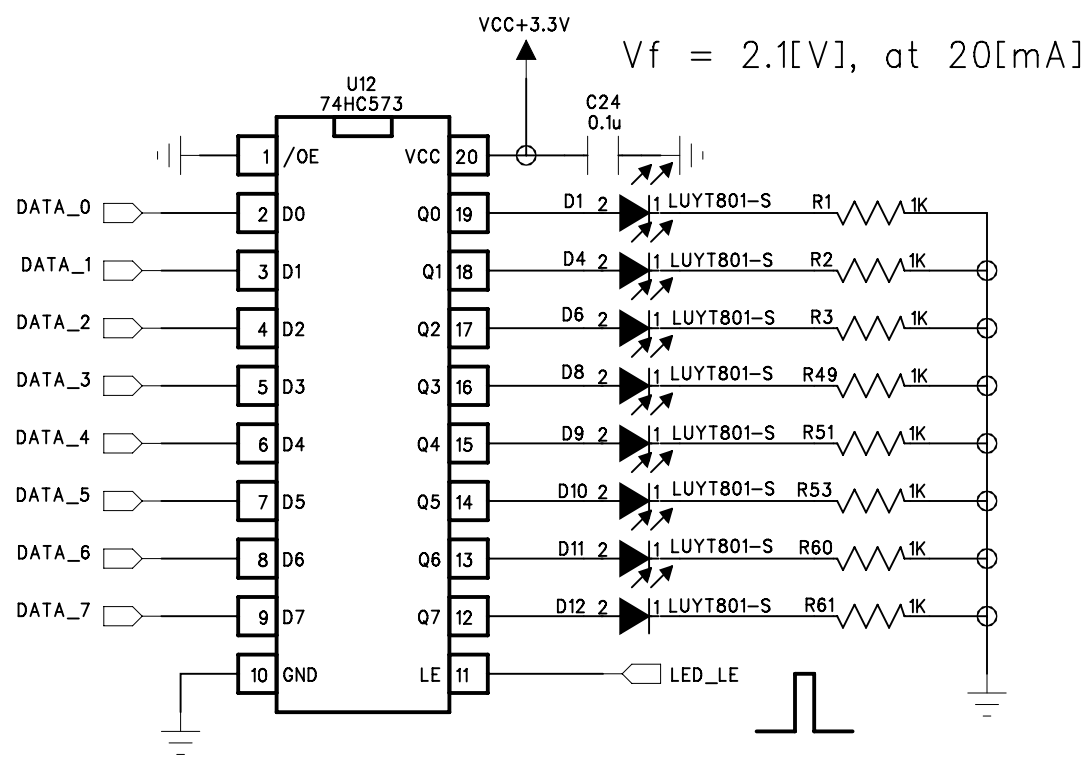 VCC+3.3V
Vf = 2.1[V], at 20[mA]
U12
74HC573
C24
0.1u
1 /OE VCC 20
DATA_0 2 D0 Q0 19 D1 2 1 LUYT801-S R1 1K
DATA_1 3 D1 Q1 18 D4 2 1 LUYT801-S R2 1K
DATA_2 4 D2 Q2 17 D6 2 1 LUYT801-S R3 1K
DATA_3 5 D3 Q3 16 D8 2 1 LUYT801-S R49 1K
DATA_4 6 D4 Q4 15 D9 2 1 LUYT801-S R51 1K
DATA_5 7 D5 Q5 14 D10 2 1 LUYT801-S R53 1K
DATA_6 8 D6 Q6 13 D11 2 1 LUYT801-S R60 1K
DATA_7 9 D7 Q7 12 D12 2 1 LUYT801-S R61 1K
10 GND LE 11 LED_LE